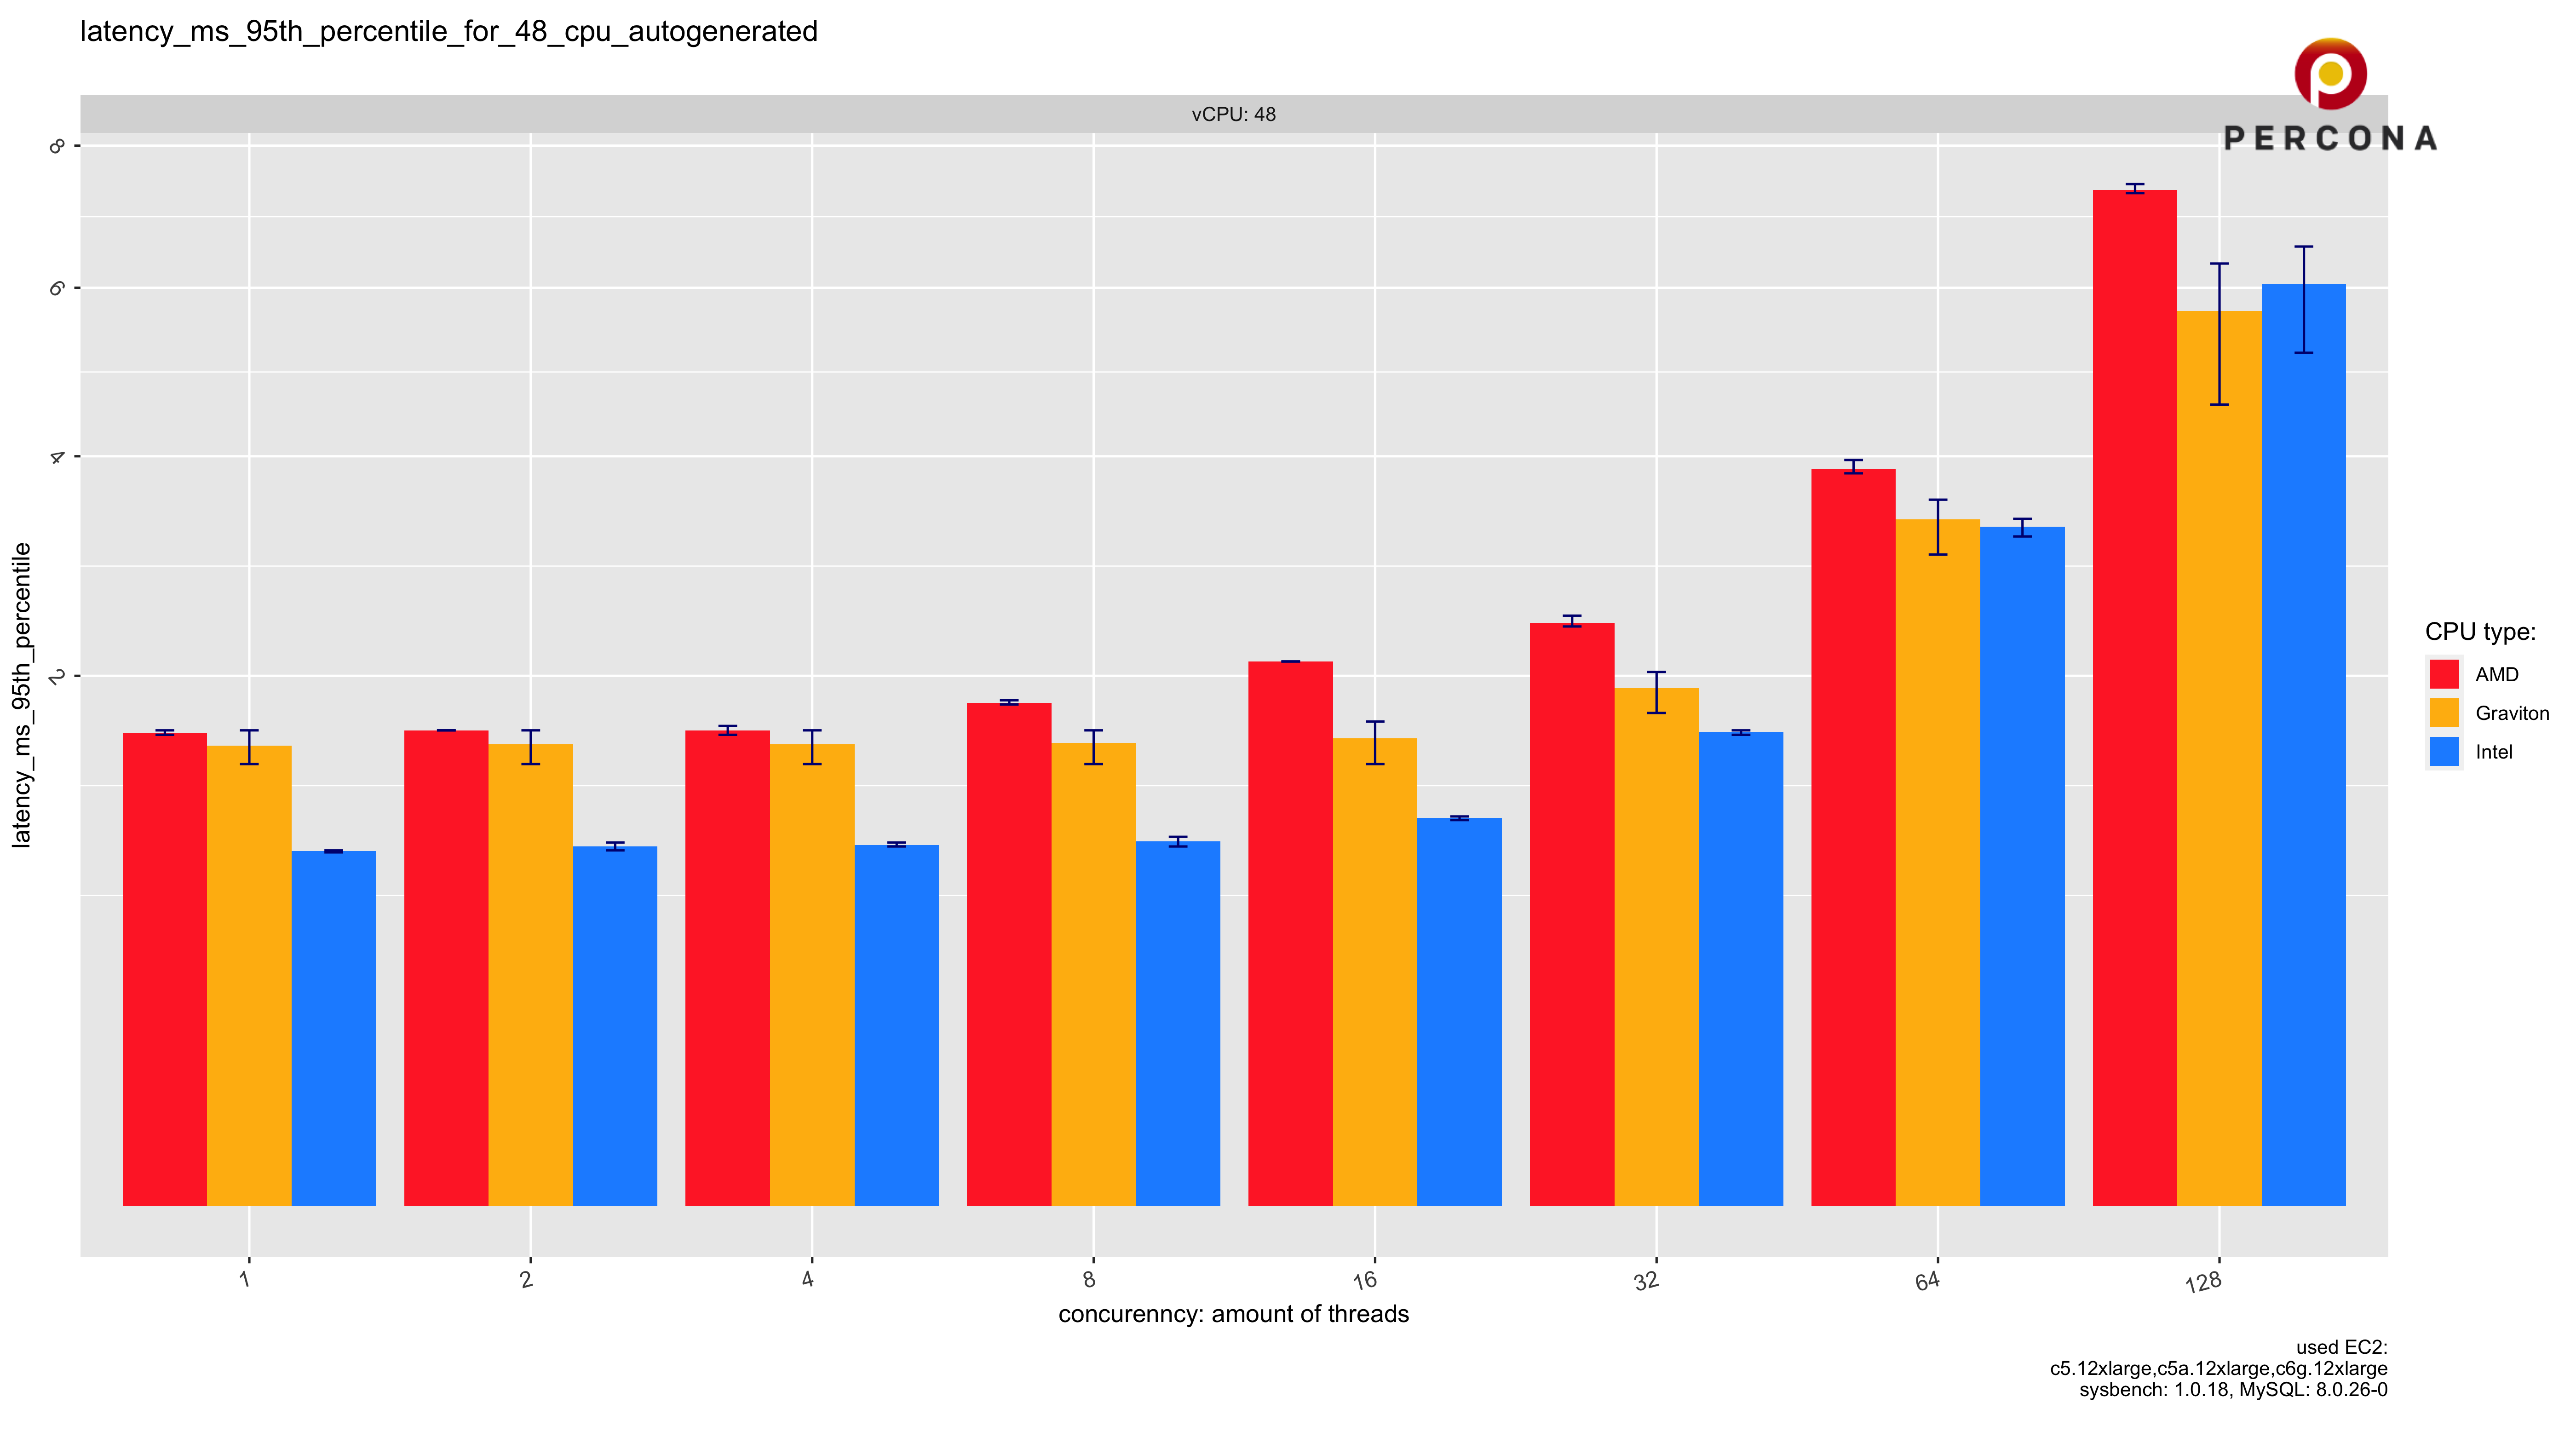 latency_ms_95th_percentile_for_48_cpu_autogenerated
PERCONA
vCPU: 48
8
6
4
2
latency_ms_95th_percentile
1
2
4
8
16
32
64
128
concurenncy: amount of threads
CPU type:
AMD
Graviton
Intel
used EC2:
c5.12xlarge,c5a.12xlarge,c6g.12xlarge
sysbench: 1.0.18, MySQL: 8.0.26-0